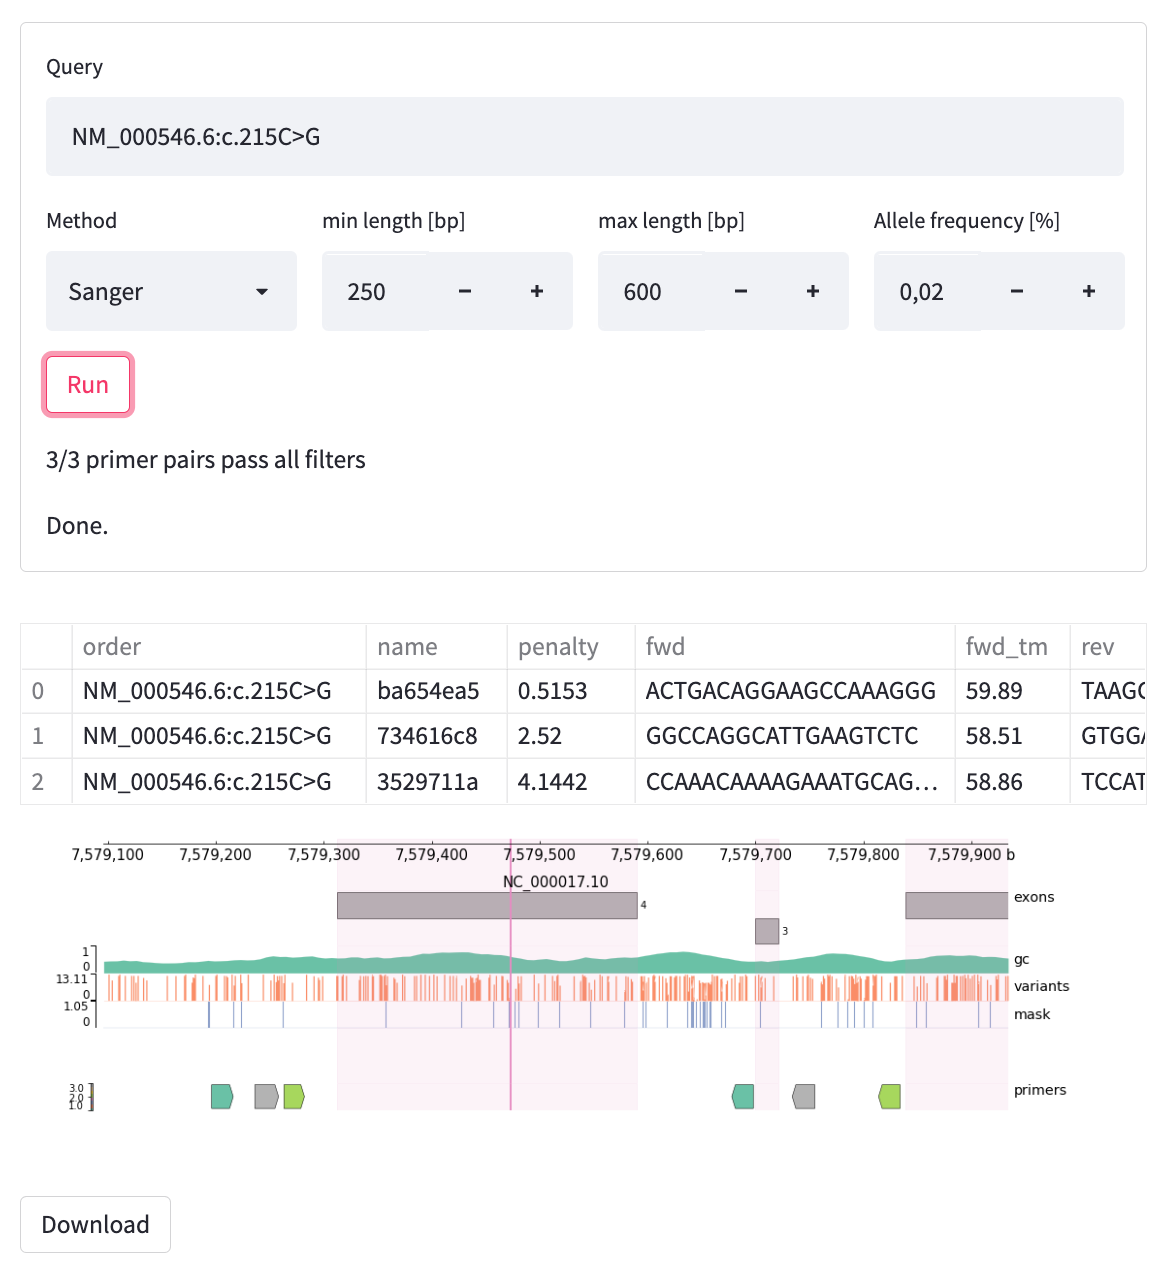 Query
NM_000546.6:c.215C>G
Method min length [bp] max length [bp] Allele frequency [%]
Sanger 250 − + 600 − + 0,02 − +
Run
3/3 primer pairs pass all filters
Done.
order name penalty fwd fwd_tm rev
0 NM_000546.6:c.215C>G ba654ea5 0.5153 ACTGACAGGAAGCCAAAGGG 59.89 TAAGC
1 NM_000546.6:c.215C>G 734616c8 2.52 GGCCAGGCATTGAAGTCTC 58.51 GTGGA
2 NM_000546.6:c.215C>G 3529711a 4.1442 CCAAACAAAAGAAATGCAG... 58.86 TCCAT
7,579,100 7,579,200 7,579,300 7,579,400 7,579,500 7,579,600 7,579,700 7,579,800 7,579,900 b
NC_000017.10
exons
4
3
1
gc
0
13.11
variants
0
1.05
mask
0
3.0
2.0
1.0
primers
Download